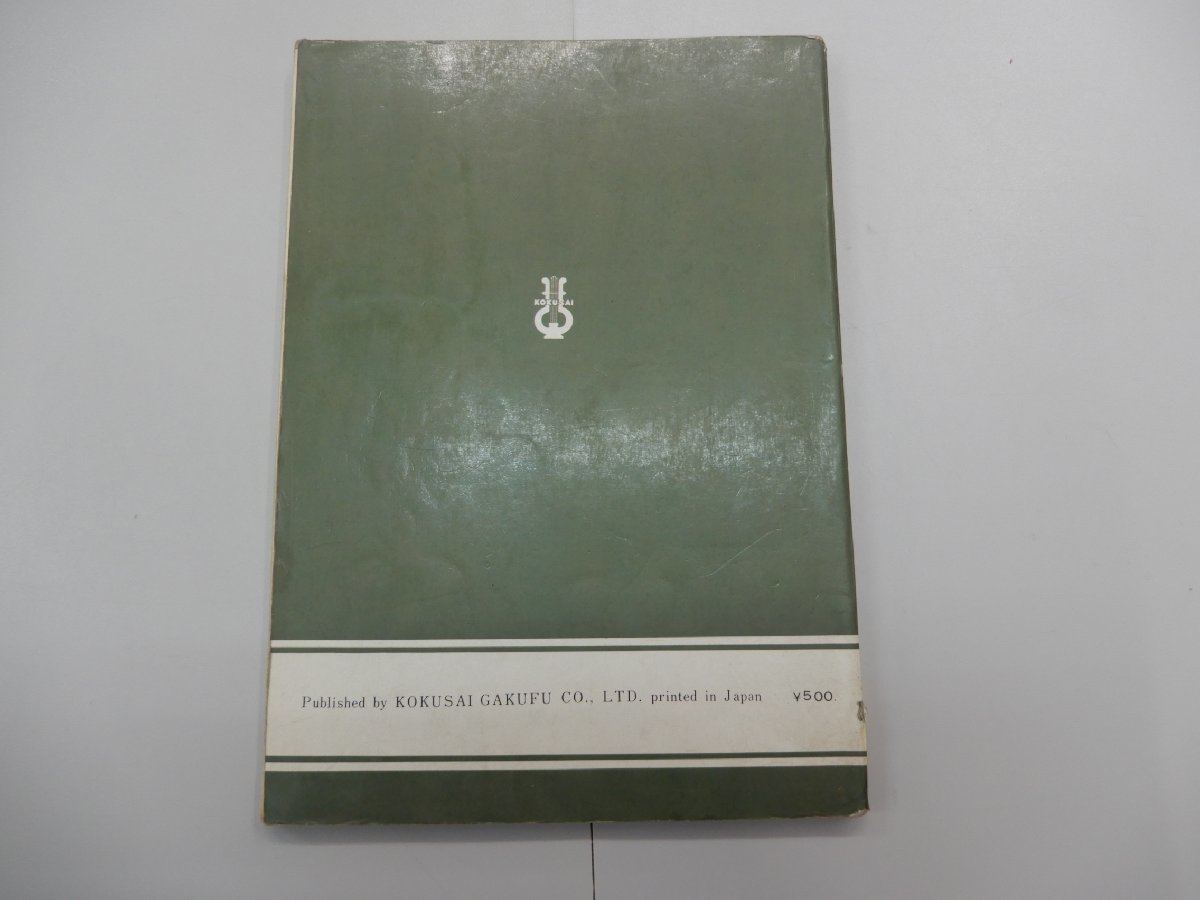 KOKUSAI
Published by KOKUSAI GAKUFU CO., LTD. printed in Japan ¥500.